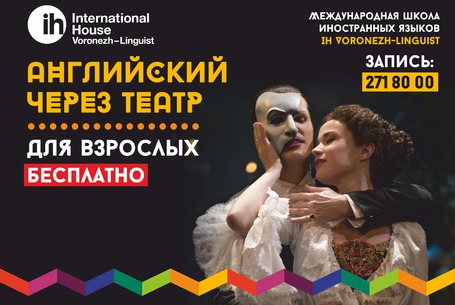 ih
International
House
Voronezh–Linguist
АНГЛИЙСКИЙ
ЧЕРЕЗ ТЕАТР
ДЛЯ ВЗРОСЛЫХ
БЕСПЛАТНО
МЕЖДУНАРОДНАЯ ШКОЛА
ИНОСТРАННЫХ ЯЗЫКОВ
IH VORONEZH-LINGUIST
ЗАПИСЬ:
271 80 00